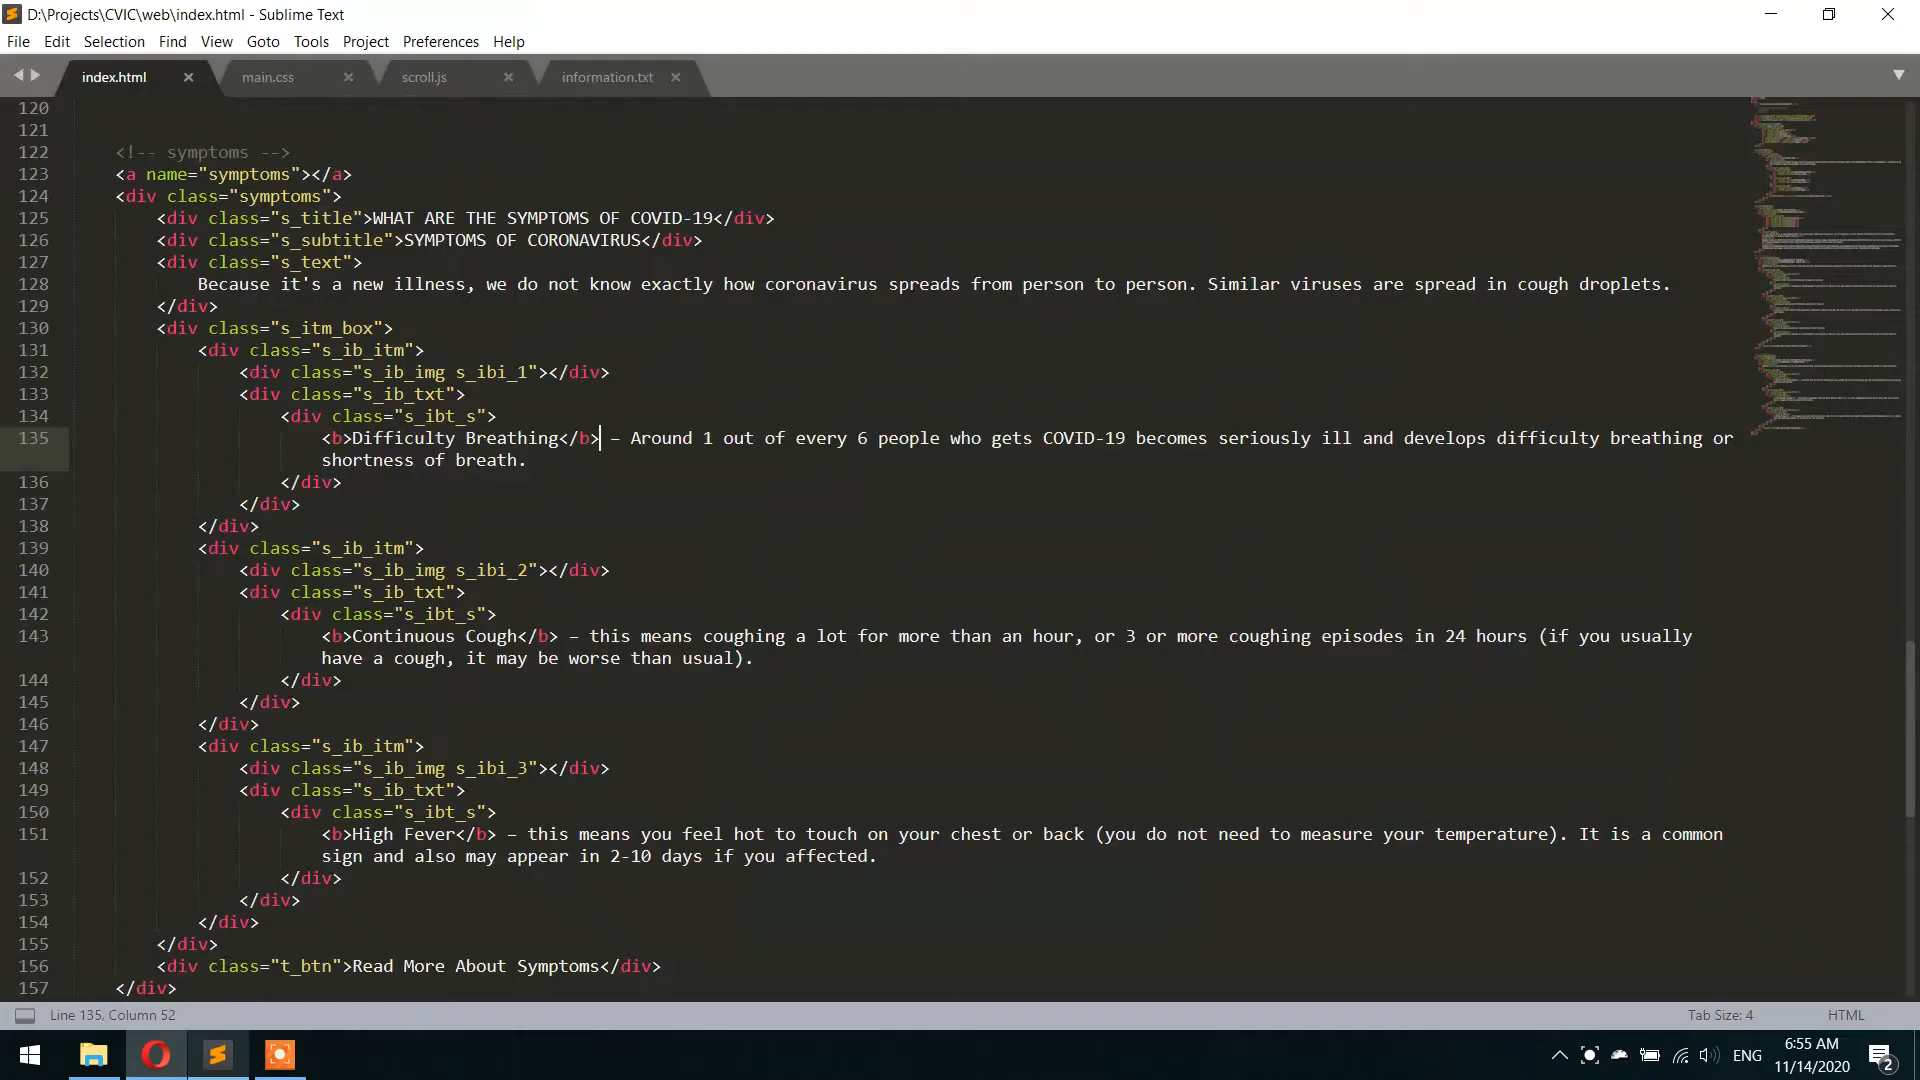 D:\Projects\CVIC\web\index.html - Sublime Text
File Edit Selection Find View Goto Tools Project Preferences Help
index.html main.css scroll.js information.txt
120
121
122 <!-- symptoms -->
123 <a name="symptoms"></a>
124 <div class="symptoms">
125 <div class="s_title">WHAT ARE THE SYMPTOMS OF COVID-19</div>
126 <div class="s_subtitle">SYMPTOMS OF CORONAVIRUS</div>
127 <div class="s_text">
128 Because it's a new illness, we do not know exactly how coronavirus spreads from person to person. Similar viruses are spread in cough droplets.
129 </div>
130 <div class="s_itm_box">
131 <div class="s_ib_itm">
132 <div class="s_ib_img s_ibi_1"></div>
133 <div class="s_ib_txt">
134 <div class="s_ibt_s">
135 <b>Difficulty Breathing</b> – Around 1 out of every 6 people who gets COVID-19 becomes seriously ill and develops difficulty breathing or
shortness of breath.
136 </div>
137 </div>
138 </div>
139 <div class="s_ib_itm">
140 <div class="s_ib_img s_ibi_2"></div>
141 <div class="s_ib_txt">
142 <div class="s_ibt_s">
143 <b>Continuous Cough</b> – this means coughing a lot for more than an hour, or 3 or more coughing episodes in 24 hours (if you usually
have a cough, it may be worse than usual).
144 </div>
145 </div>
146 </div>
147 <div class="s_ib_itm">
148 <div class="s_ib_img s_ibi_3"></div>
149 <div class="s_ib_txt">
150 <div class="s_ibt_s">
151 <b>High Fever</b> – this means you feel hot to touch on your chest or back (you do not need to measure your temperature). It is a common
sign and also may appear in 2-10 days if you affected.
152 </div>
153 </div>
154 </div>
155 </div>
156 <div class="t_btn">Read More About Symptoms</div>
157 </div>
Line 135, Column 52 Tab Size: 4 HTML
ENG 6:55 AM
11/14/2020 2